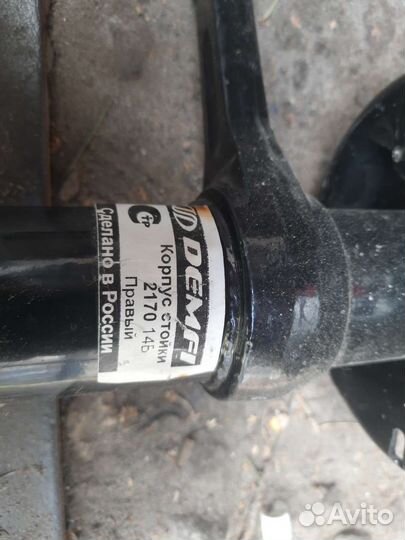 DEMFI
Корпус стойки
2170 14Б
Правый
Сделано в России
Avito